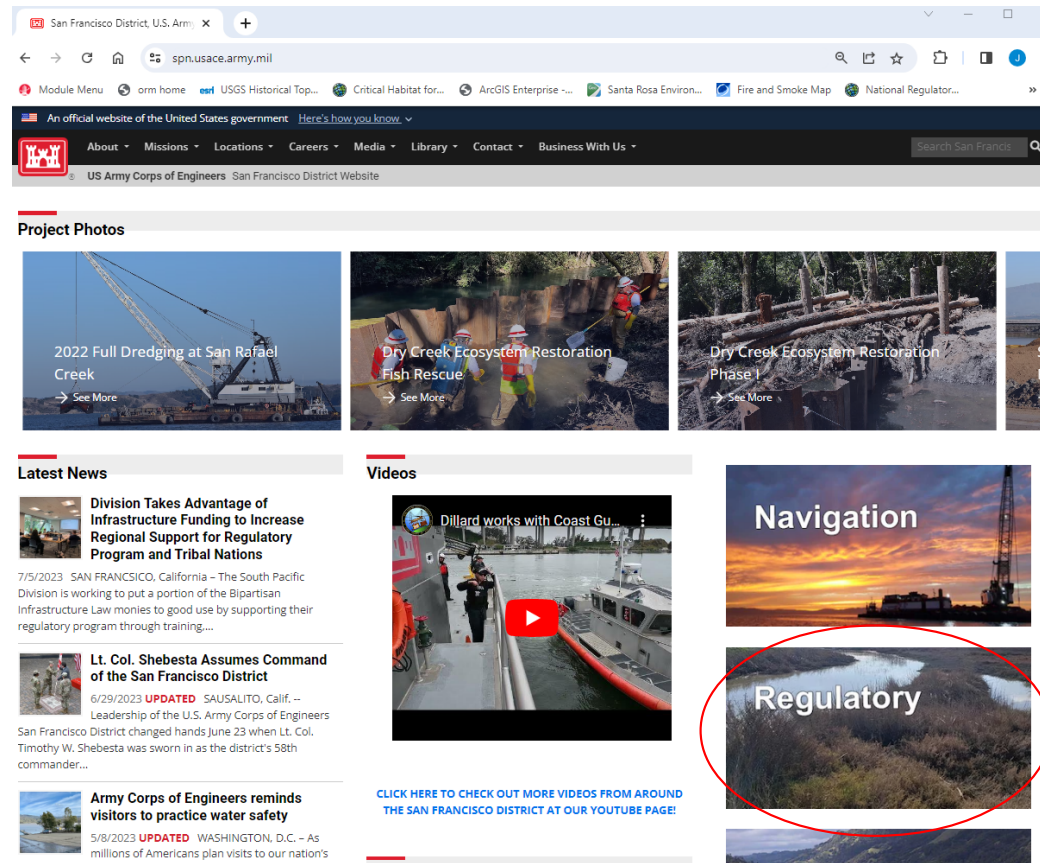 San Francisco District, U.S. Army
spn.usace.army.mil
J
Module Menu
orm home
esri USGS Historical Top...
Critical Habitat for...
ArcGIS Enterprise -...
Santa Rosa Environ...
Fire and Smoke Map
National Regulator...
»
An official website of the United States government Here's how you know
About Missions Locations Careers Media Library Contact Business With Us
Search San Francis
® US Army Corps of Engineers San Francisco District Website
Project Photos
2022 Full Dredging at San Rafael
Creek
See More
Dry Creek Ecosystem Restoration
Fish Rescue
See More
Dry Creek Ecosystem Restoration
Phase I
See More
Latest News
Division Takes Advantage of
Infrastructure Funding to Increase
Regional Support for Regulatory
Program and Tribal Nations
7/5/2023 SAN FRANCSICO, California – The South Pacific
Division is working to put a portion of the Bipartisan
Infrastructure Law monies to good use by supporting their
regulatory program through training,...
Lt. Col. Shebesta Assumes Command
of the San Francisco District
6/29/2023 UPDATED SAUSALITO, Calif. --
Leadership of the U.S. Army Corps of Engineers
San Francisco District changed hands June 23 when Lt. Col.
Timothy W. Shebesta was sworn in as the district's 58th
commander...
Army Corps of Engineers reminds
visitors to practice water safety
5/8/2023 UPDATED WASHINGTON, D.C. – As
millions of Americans plan visits to our nation's
Videos
Dillard works with Coast Gu...
CLICK HERE TO CHECK OUT MORE VIDEOS FROM AROUND
THE SAN FRANCISCO DISTRICT AT OUR YOUTUBE PAGE!
Navigation
Regulatory